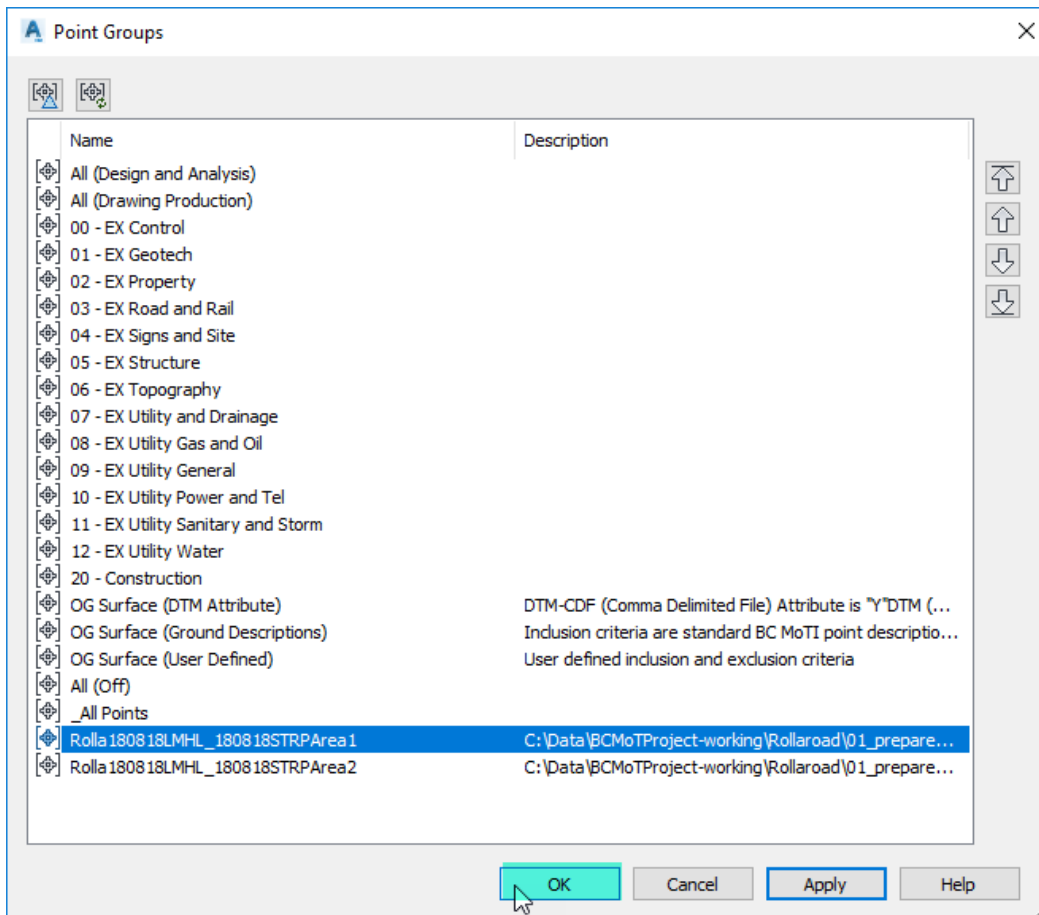 Point Groups
Name Description
All (Design and Analysis)
All (Drawing Production)
00 - EX Control
01 - EX Geotech
02 - EX Property
03 - EX Road and Rail
04 - EX Signs and Site
05 - EX Structure
06 - EX Topography
07 - EX Utility and Drainage
08 - EX Utility Gas and Oil
09 - EX Utility General
10 - EX Utility Power and Tel
11 - EX Utility Sanitary and Storm
12 - EX Utility Water
20 - Construction
OG Surface (DTM Attribute) DTM-CDF (Comma Delimited File) Attribute is "Y"DTM (...
OG Surface (Ground Descriptions) Inclusion criteria are standard BC MoTI point descriptio...
OG Surface (User Defined) User defined inclusion and exclusion criteria
All (Off)
_All Points
Rolla180818LMHL_180818STRPArea1 C:\Data\BCMoTProject-working\Rollaroad\01_prepare...
Rolla180818LMHL_180818STRPArea2 C:\Data\BCMoTProject-working\Rollaroad\01_prepare...
OK Cancel Apply Help